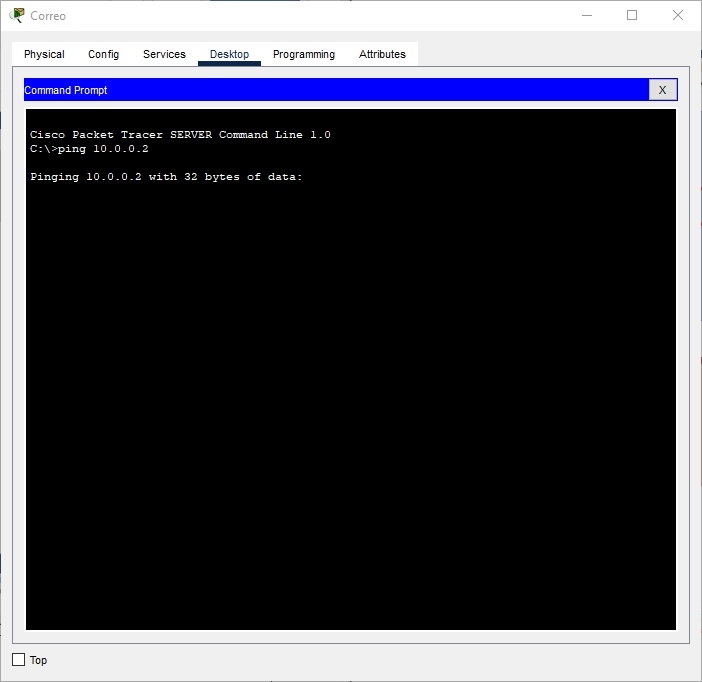 Correo
Physical Config Services Desktop Programming Attributes
Command Prompt X
Cisco Packet Tracer SERVER Command Line 1.0
C:\>ping 10.0.0.2
Pinging 10.0.0.2 with 32 bytes of data:
Top